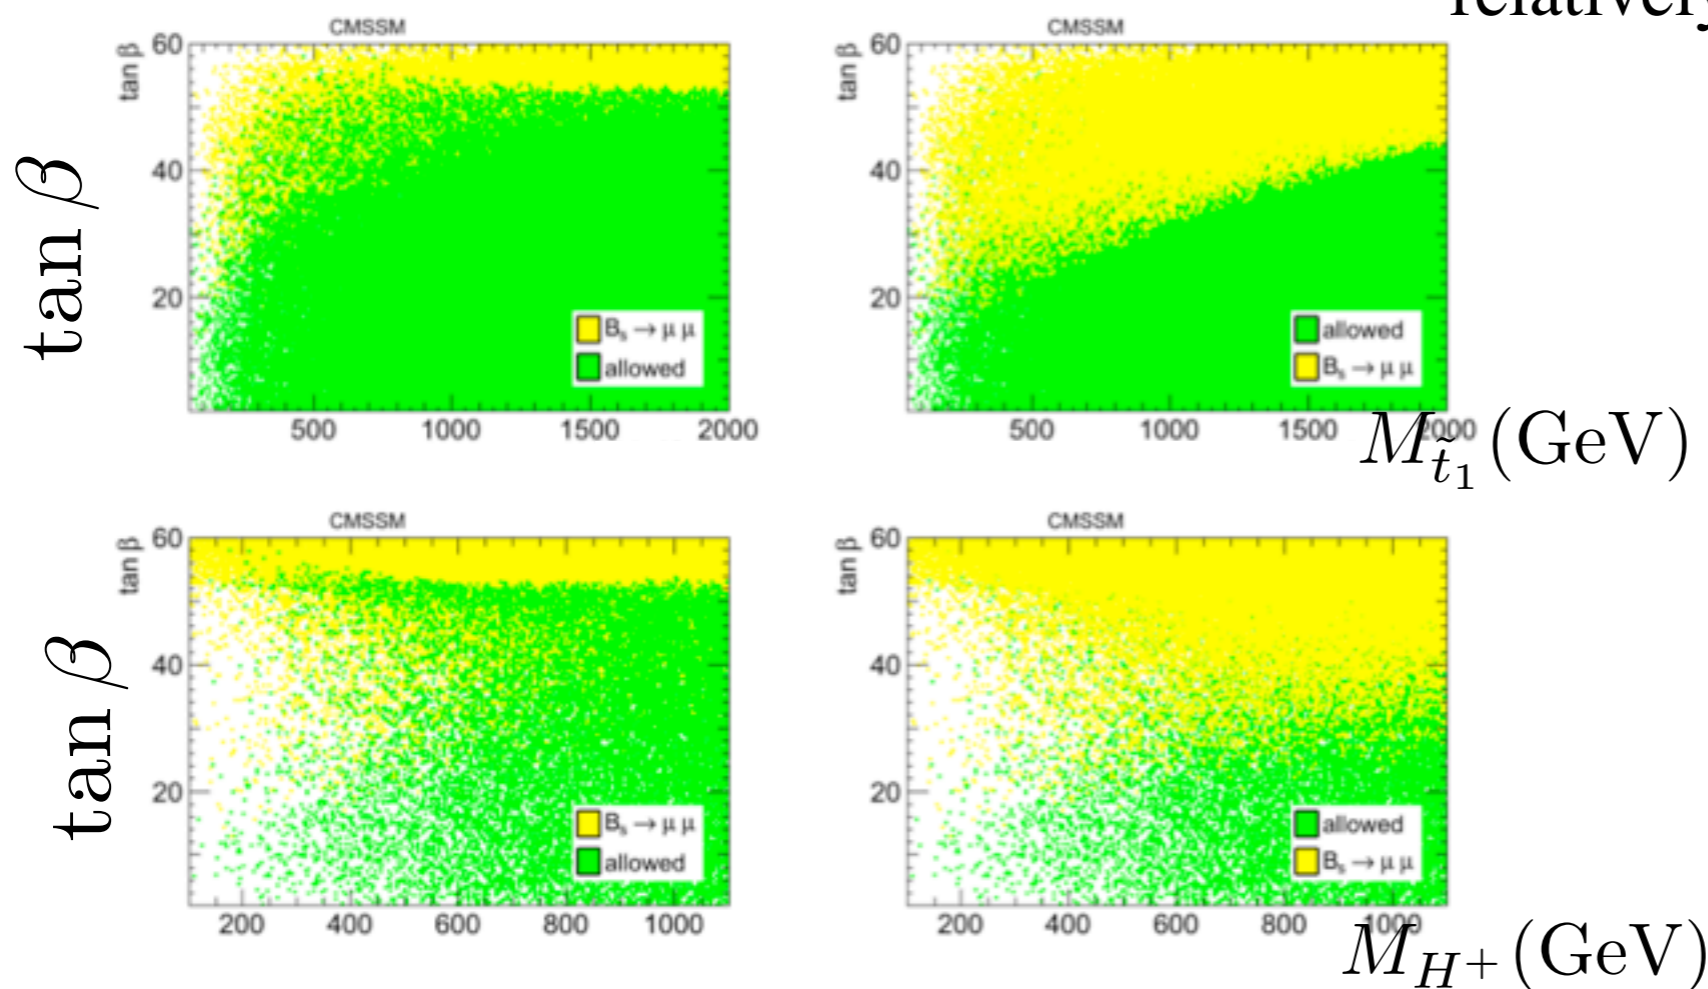 relatively
CMSSM
CMSSM
tan β
60
40
20
tan β
B_s → μ μ
allowed
500 1000 1500 2000
tan β
60
40
20
allowed
B_s → μ μ
500 1000 1500 2000
M_{\tilde{t}_1} (GeV)
CMSSM
CMSSM
tan β
60
40
20
tan β
B_s → μ μ
allowed
200 400 600 800 1000
tan β
60
40
20
allowed
B_s → μ μ
200 400 600 800 1000
M_{H^+} (GeV)